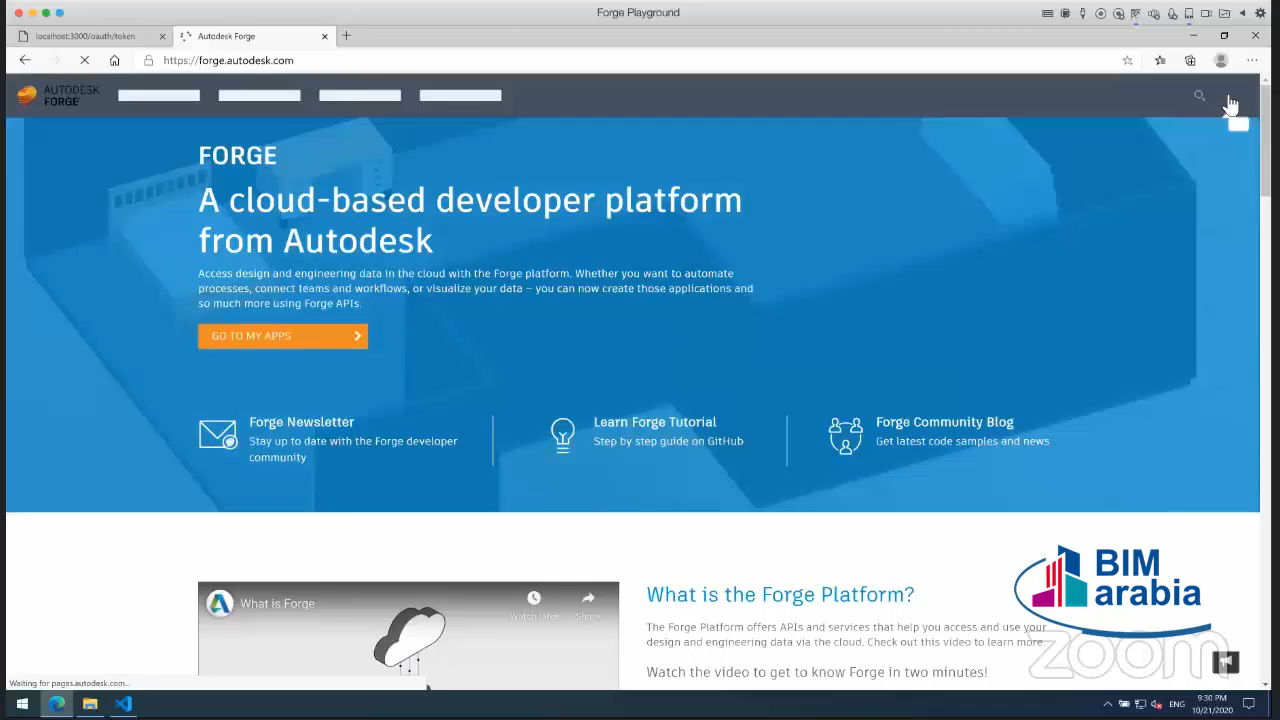 Forge Playground
localhost:3000/oauth/token
Autodesk Forge
https://forge.autodesk.com
AUTODESK
FORGE
FORGE
A cloud-based developer platform
from Autodesk
Access design and engineering data in the cloud with the Forge platform. Whether you want to automate
processes, connect teams and workflows, or visualize your data – you can now create those applications and
so much more using Forge APIs.
GO TO MY APPS
Forge Newsletter
Stay up to date with the Forge developer
community
Learn Forge Tutorial
Step by step guide on GitHub
Forge Community Blog
Get latest code samples and news
What is Forge
Watch later
Share
What is the Forge Platform?
The Forge Platform offers APIs and services that help you access and use your
design and engineering data via the cloud. Check out this video to learn more.
Watch the video to get to know Forge in two minutes!
BIM
arabia
zoom
Waiting for pages.autodesk.com...
ENG
9:30 PM
10/21/2020